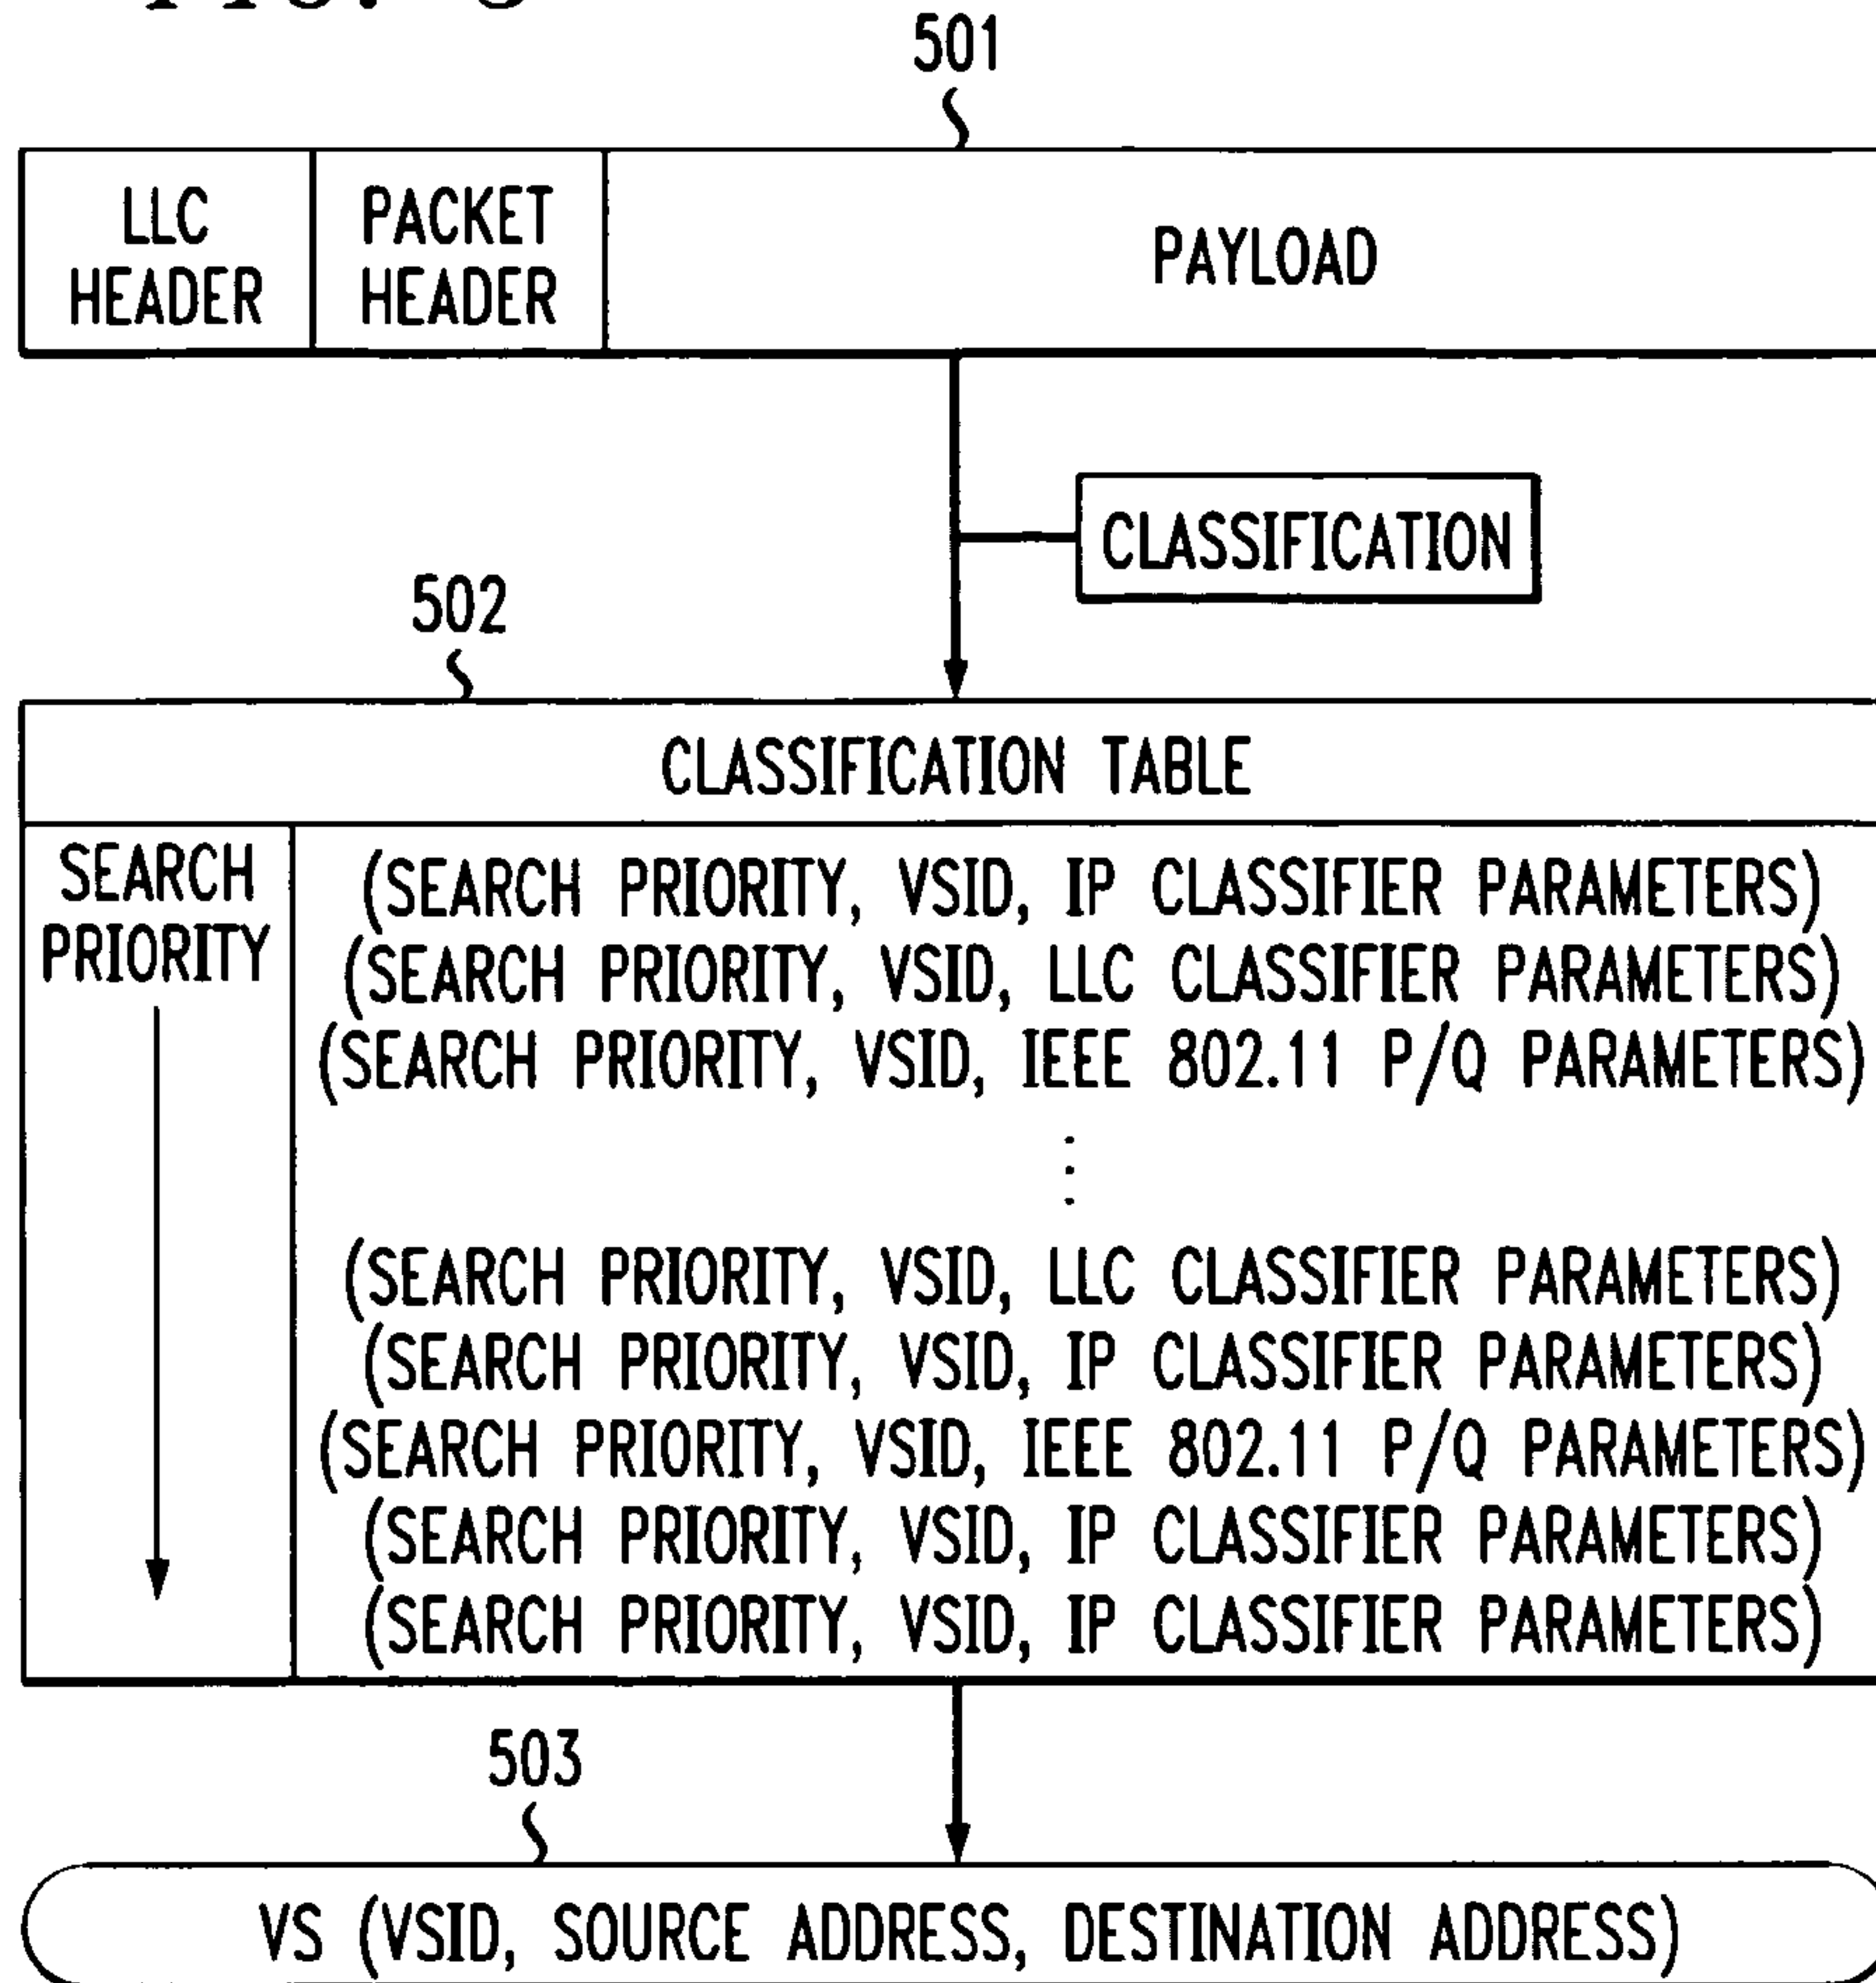 501
LLC HEADER
PACKET HEADER
PAYLOAD
CLASSIFICATION
502
CLASSIFICATION TABLE
SEARCH PRIORITY
(SEARCH PRIORITY, VSID, IP CLASSIFIER PARAMETERS)
(SEARCH PRIORITY, VSID, LLC CLASSIFIER PARAMETERS)
(SEARCH PRIORITY, VSID, IEEE 802.11 P/Q PARAMETERS)
(SEARCH PRIORITY, VSID, LLC CLASSIFIER PARAMETERS)
(SEARCH PRIORITY, VSID, IP CLASSIFIER PARAMETERS)
(SEARCH PRIORITY, VSID, IEEE 802.11 P/Q PARAMETERS)
(SEARCH PRIORITY, VSID, IP CLASSIFIER PARAMETERS)
(SEARCH PRIORITY, VSID, IP CLASSIFIER PARAMETERS)
503
VS (VSID, SOURCE ADDRESS, DESTINATION ADDRESS)